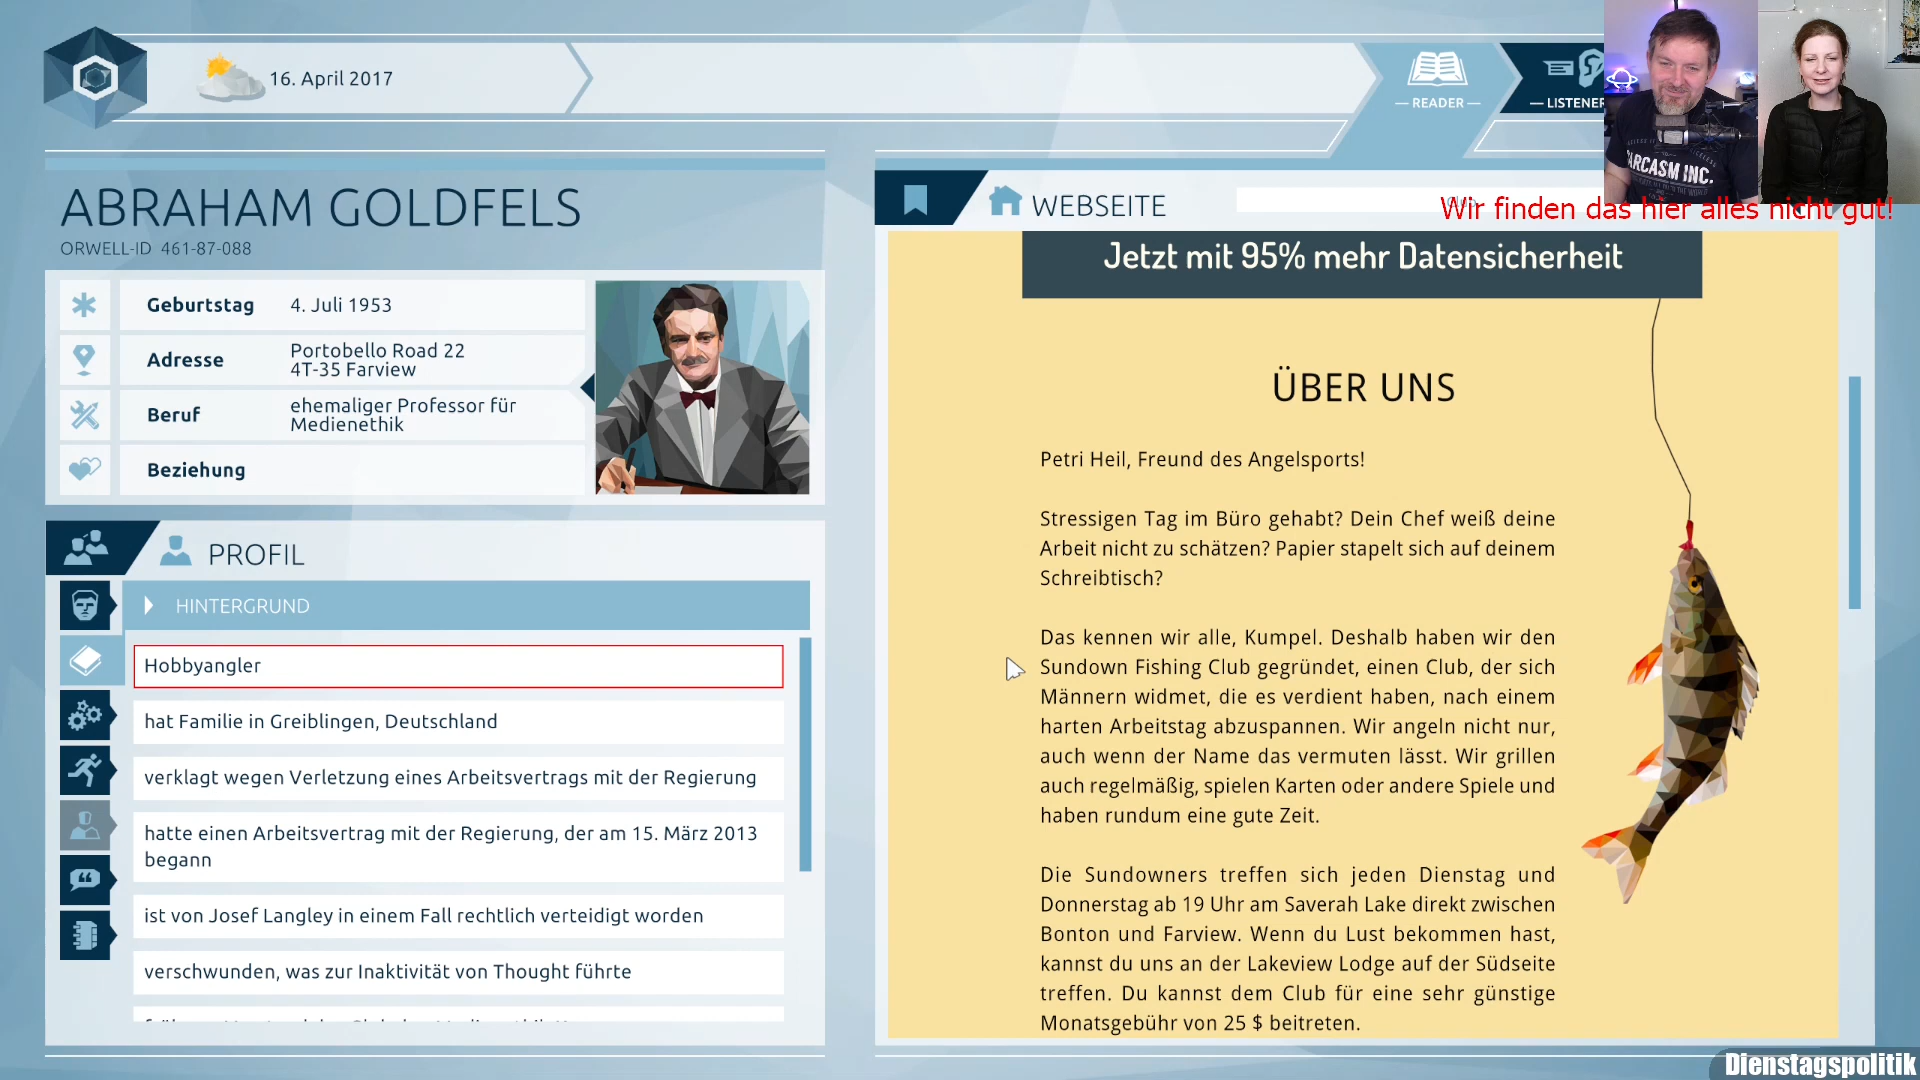 16. April 2017
READER
LISTENER
SARCASM INC.
Wir finden das hier alles nicht gut!
ABRAHAM GOLDFELS
ORWELL-ID 461-87-088
Geburtstag 4. Juli 1953
Adresse Portobello Road 22
4T-35 Farview
Beruf ehemaliger Professor für
Medienethik
Beziehung
PROFIL
HINTERGRUND
Hobbyangler
hat Familie in Greiblingen, Deutschland
verklagt wegen Verletzung eines Arbeitsvertrags mit der Regierung
hatte einen Arbeitsvertrag mit der Regierung, der am 15. März 2013
begann
ist von Josef Langley in einem Fall rechtlich verteidigt worden
verschwunden, was zur Inaktivität von Thought führte
WEBSEITE
Jetzt mit 95% mehr Datensicherheit
ÜBER UNS
Petri Heil, Freund des Angelsports!
Stressigen Tag im Büro gehabt? Dein Chef weiß deine
Arbeit nicht zu schätzen? Papier stapelt sich auf deinem
Schreibtisch?
Das kennen wir alle, Kumpel. Deshalb haben wir den
Sundown Fishing Club gegründet, einen Club, der sich
Männern widmet, die es verdient haben, nach einem
harten Arbeitstag abzuspannen. Wir angeln nicht nur,
auch wenn der Name das vermuten lässt. Wir grillen
auch regelmäßig, spielen Karten oder andere Spiele und
haben rundum eine gute Zeit.
Die Sundowners treffen sich jeden Dienstag und
Donnerstag ab 19 Uhr am Saverah Lake direkt zwischen
Bonton und Farview. Wenn du Lust bekommen hast,
kannst du uns an der Lakeview Lodge auf der Südseite
treffen. Du kannst dem Club für eine sehr günstige
Monatsgebühr von 25 $ beitreten.
Dienstagspolitik